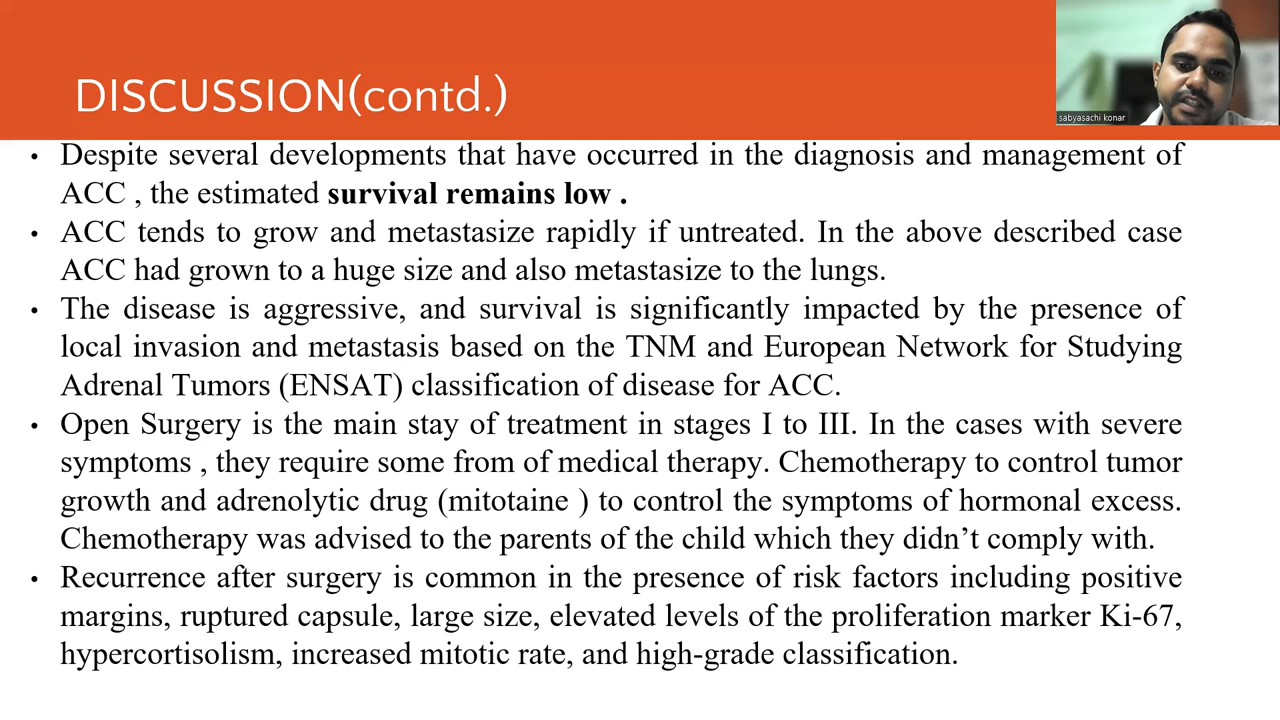 DISCUSSION(contd.)
sabyasachi konar
• Despite several developments that have occurred in the diagnosis and management of
ACC , the estimated survival remains low .
• ACC tends to grow and metastasize rapidly if untreated. In the above described case
ACC had grown to a huge size and also metastasize to the lungs.
• The disease is aggressive, and survival is significantly impacted by the presence of
local invasion and metastasis based on the TNM and European Network for Studying
Adrenal Tumors (ENSAT) classification of disease for ACC.
• Open Surgery is the main stay of treatment in stages I to III. In the cases with severe
symptoms , they require some from of medical therapy. Chemotherapy to control tumor
growth and adrenolytic drug (mitotaine ) to control the symptoms of hormonal excess.
Chemotherapy was advised to the parents of the child which they didn’t comply with.
• Recurrence after surgery is common in the presence of risk factors including positive
margins, ruptured capsule, large size, elevated levels of the proliferation marker Ki-67,
hypercortisolism, increased mitotic rate, and high-grade classification.